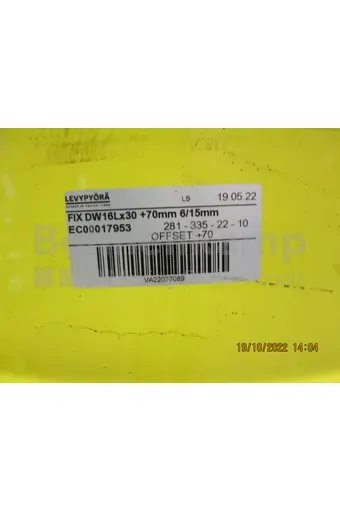 LEVYPYÖRÄ
L5 19.05.22
FIX DW16Lx30 +70mm 6/15mm
EC00017953 281 - 335 - 22 - 10
OFFSET +70
VA22077089
19/10/2022 14:04